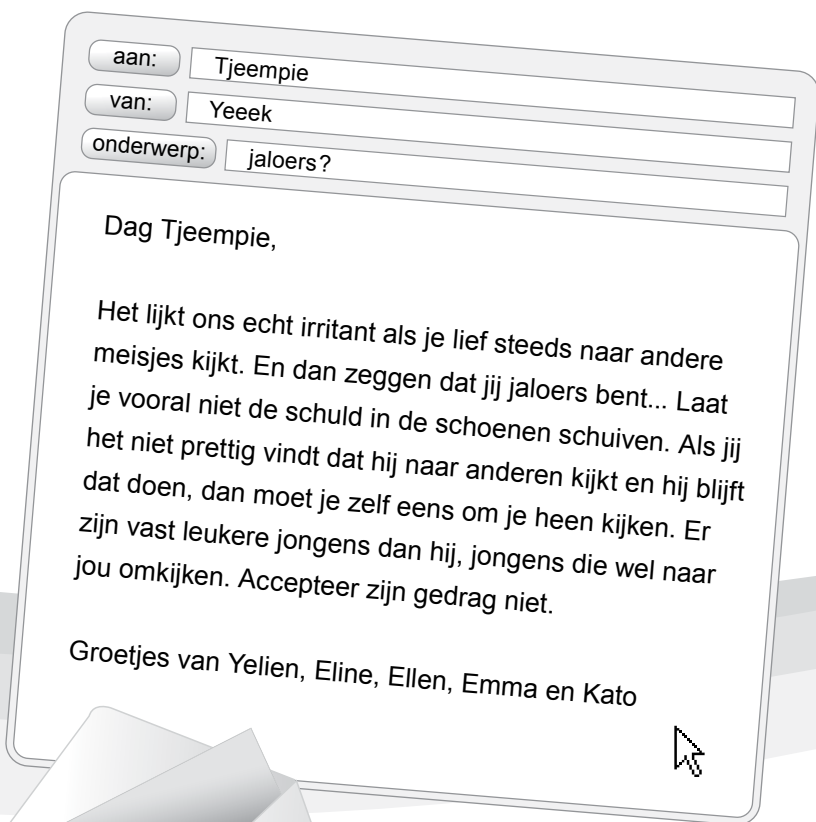 aan: Tjeempie
van: Yeeek
onderwerp: jaloers?
Dag Tjeempie,
Het lijkt ons echt irritant als je lief steeds naar andere
meisjes kijkt. En dan zeggen dat jij jaloers bent... Laat
je vooral niet de schuld in de schoenen schuiven. Als jij
het niet prettig vindt dat hij naar anderen kijkt en hij blijft
dat doen, dan moet je zelf eens om je heen kijken. Er
zijn vast leukere jongens dan hij, jongens die wel naar
jou omkijken. Accepteer zijn gedrag niet.
Groetjes van Yelien, Eline, Ellen, Emma en Kato